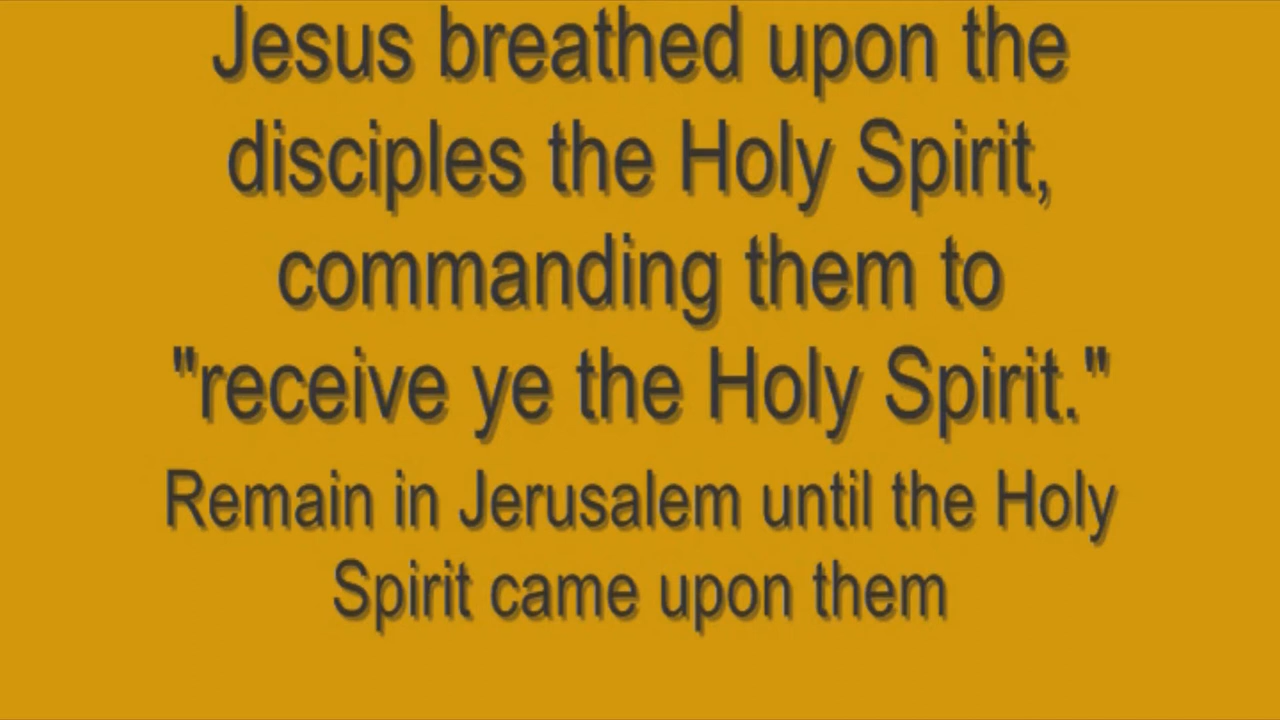 Jesus breathed upon the
disciples the Holy Spirit,
commanding them to
"receive ye the Holy Spirit."
Remain in Jerusalem until the Holy
Spirit came upon them